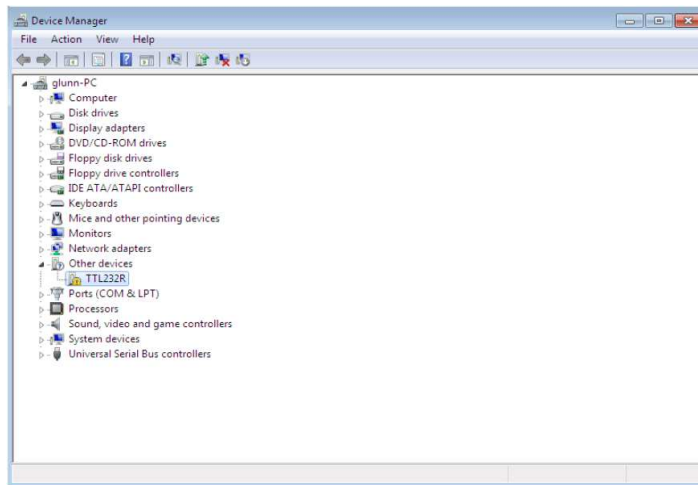 Device Manager
File Action View Help
glunn-PC
Computer
Disk drives
Display adapters
DVD/CD-ROM drives
Floppy disk drives
Floppy drive controllers
IDE ATA/ATAPI controllers
Keyboards
Mice and other pointing devices
Monitors
Network adapters
Other devices
TTL232R
Ports (COM & LPT)
Processors
Sound, video and game controllers
System devices
Universal Serial Bus controllers